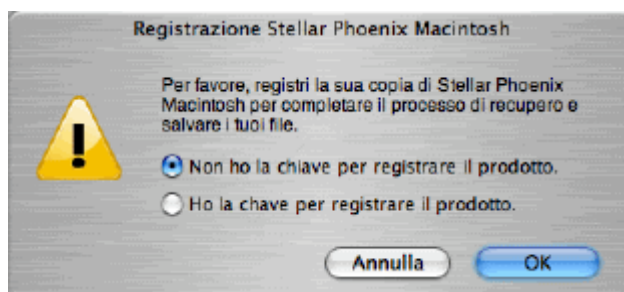 Registrazione Stellar Phoenix Macintosh
Per favore, registri la sua copia di Stellar Phoenix
Macintosh per completare il processo di recupero e
salvare i tuoi file.
Non ho la chiave per registrare il prodotto.
Ho la chave per registrare il prodotto.
Annulla
OK